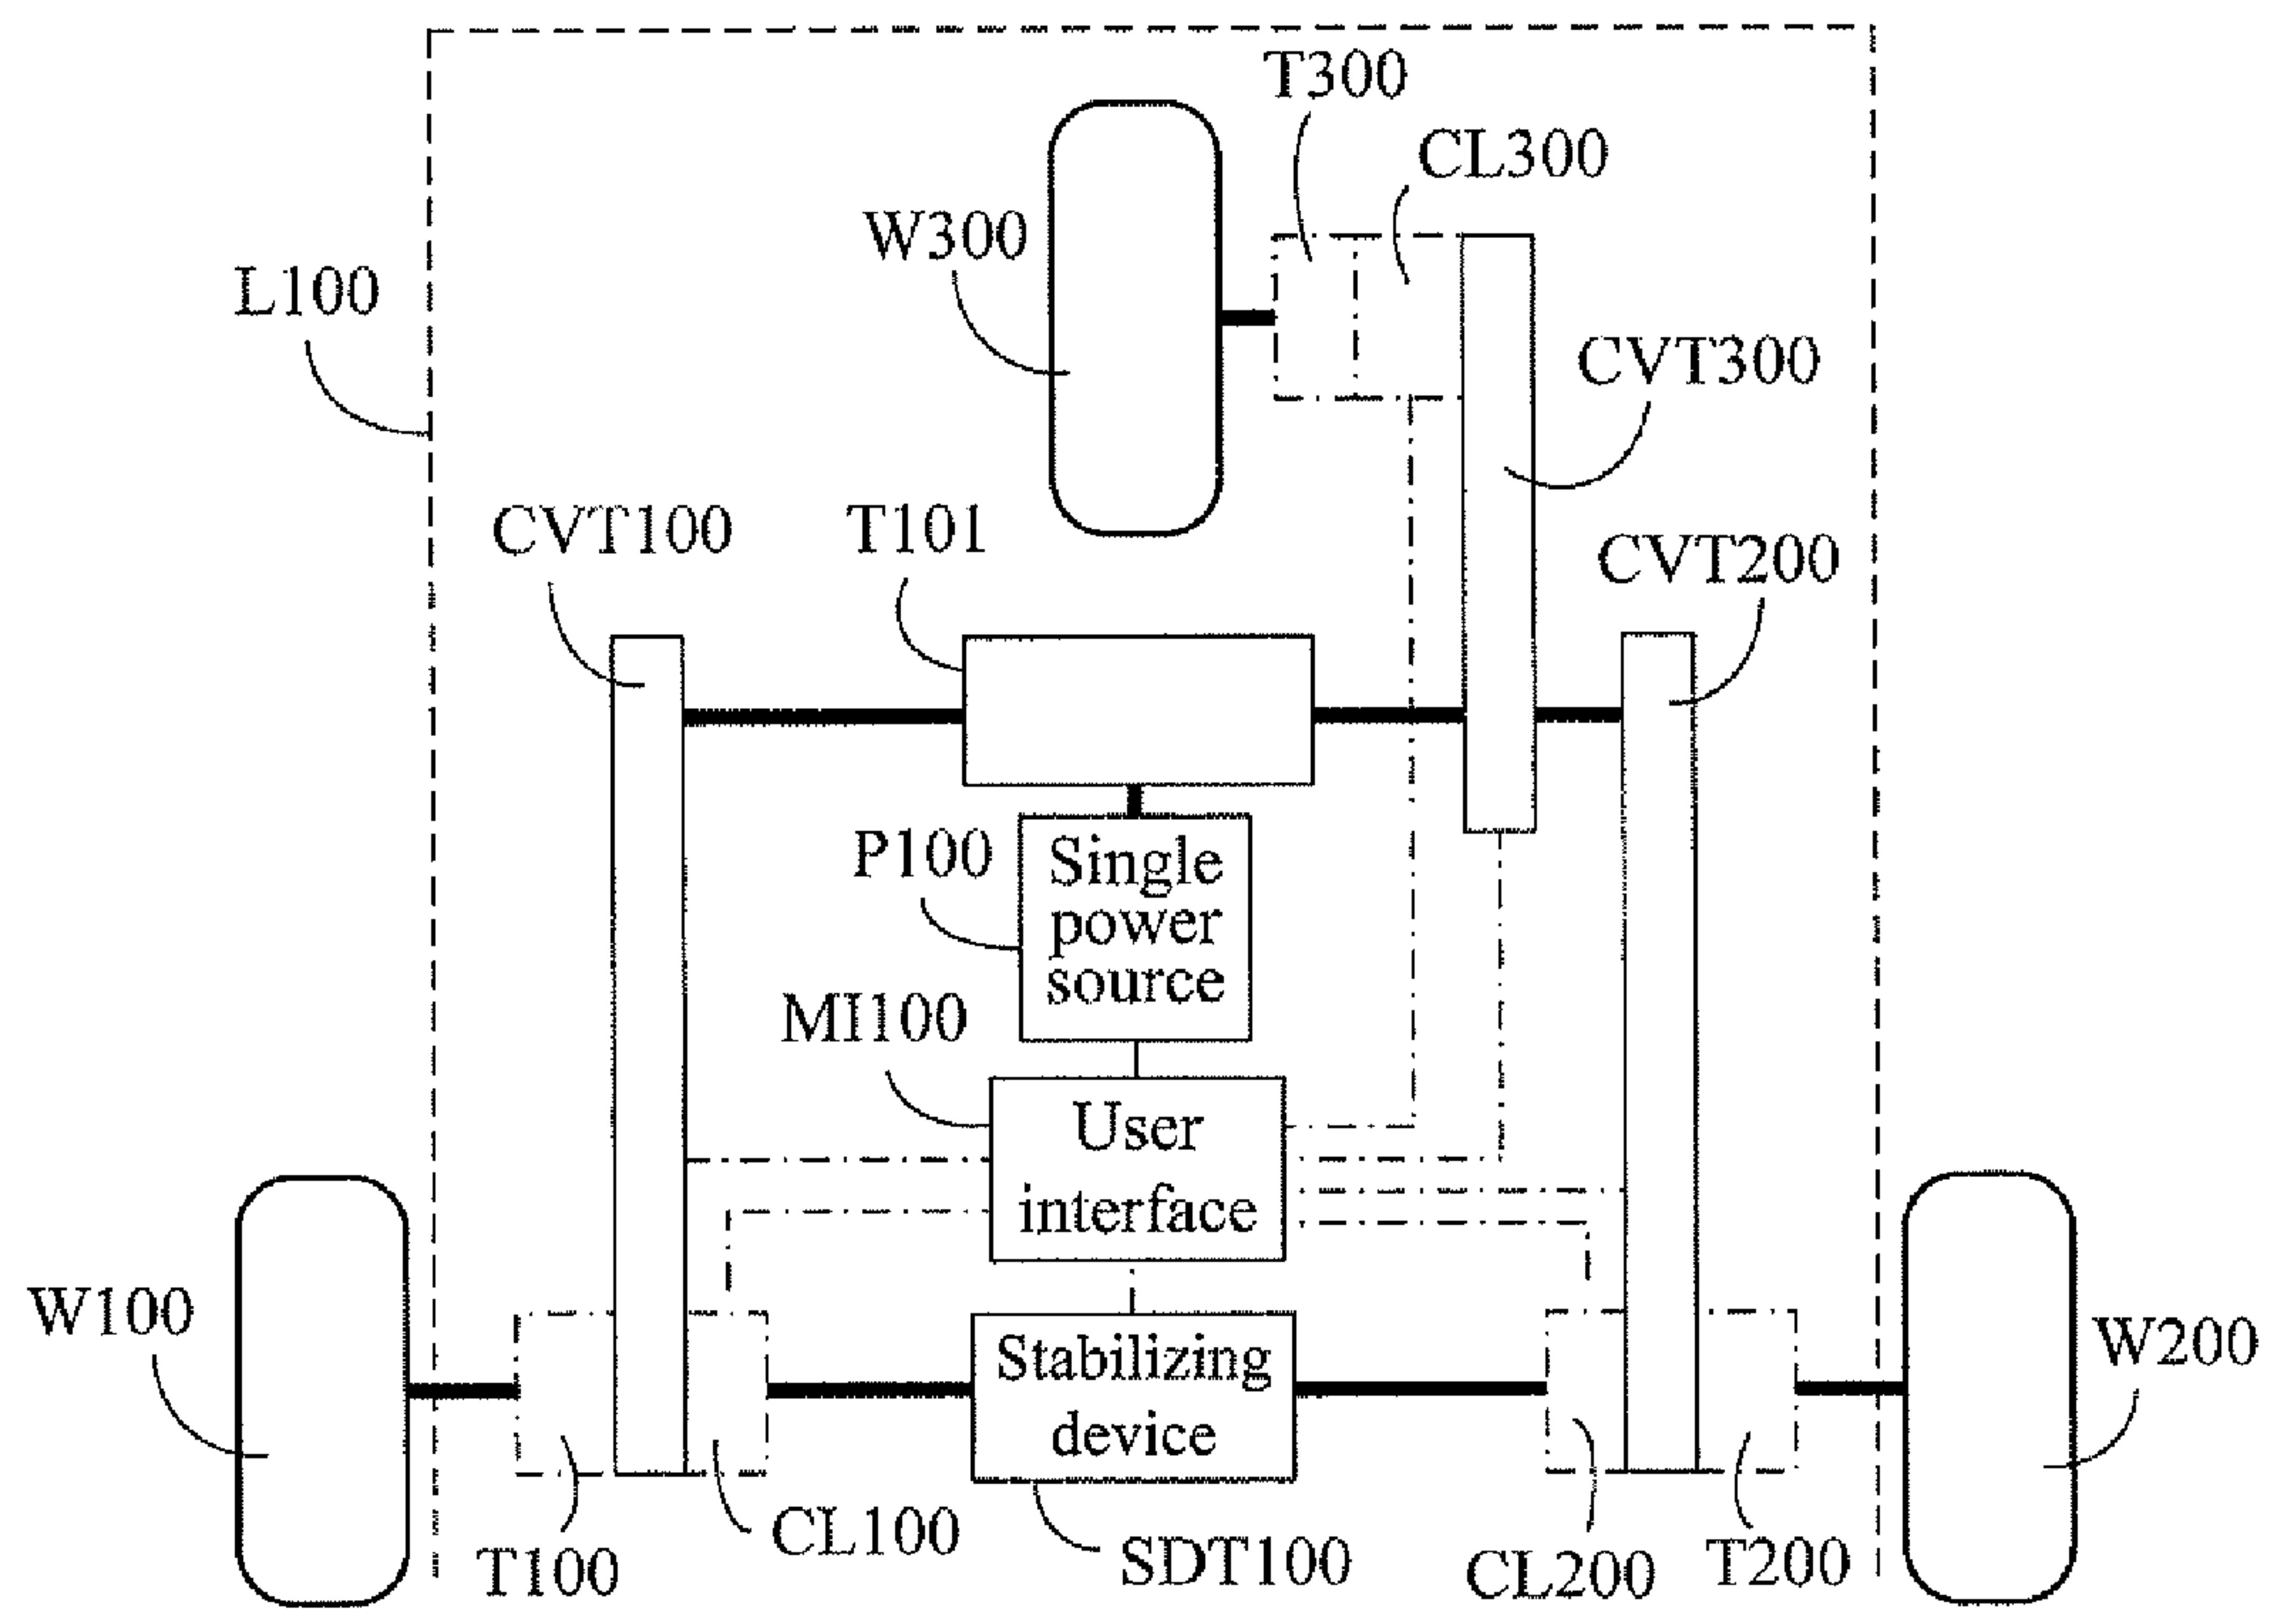 T300
CL300
W300
L100
CVT300
CVT100
T101
CVT200
P100
Single
power
source
MI100
User
interface
W100
W200
Stabilizing
device
CL100
SDT100
T100
CL200
T200